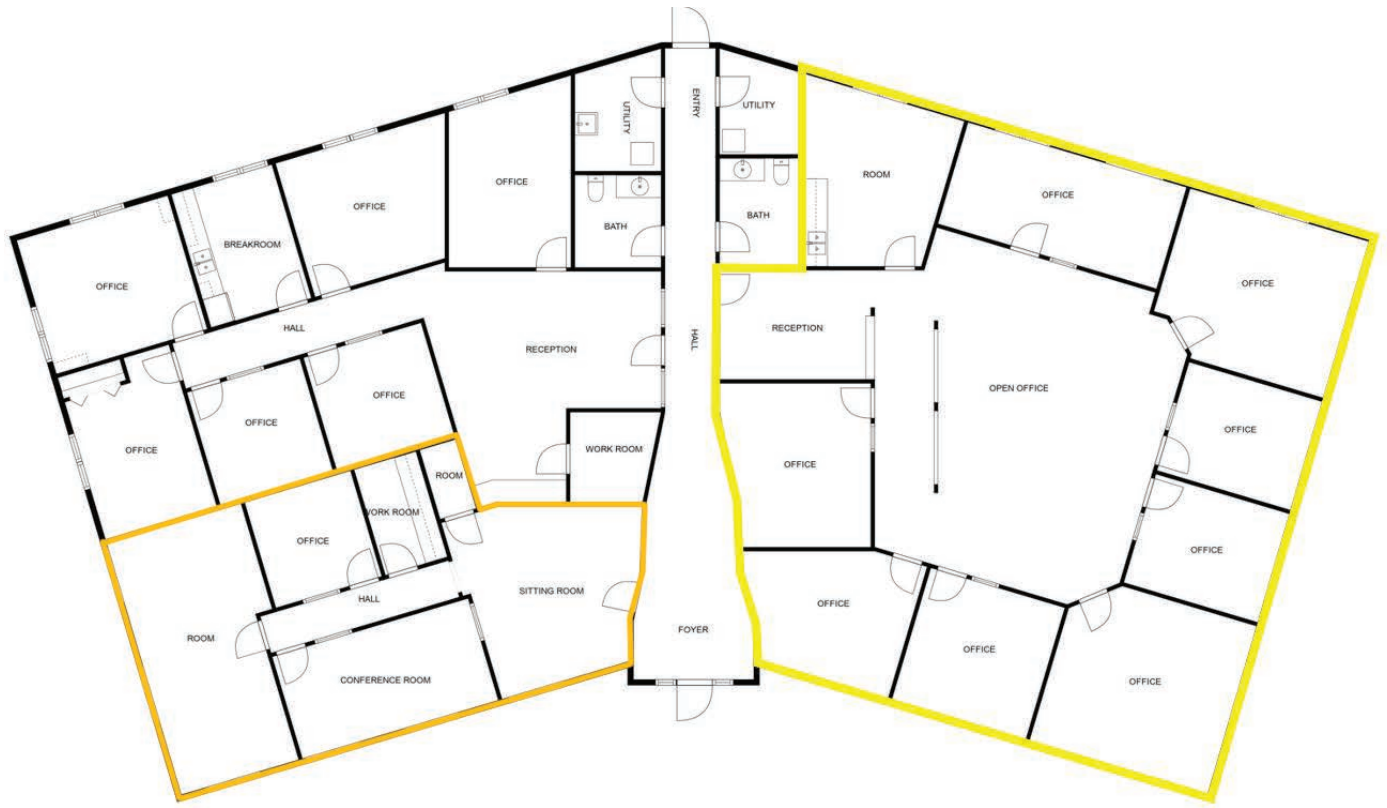 ENTRY
UTILITY
UTILITY
OFFICE
ROOM
OFFICE
OFFICE
BATH
BATH
BREAKROOM
OFFICE
OFFICE
HALL
RECEPTION
HALL
RECEPTION
OPEN OFFICE
OFFICE
OFFICE
OFFICE
OFFICE
WORK ROOM
OFFICE
ROOM
WORK ROOM
OFFICE
OFFICE
HALL
SITTING ROOM
OFFICE
FOYER
ROOM
OFFICE
CONFERENCE ROOM
OFFICE